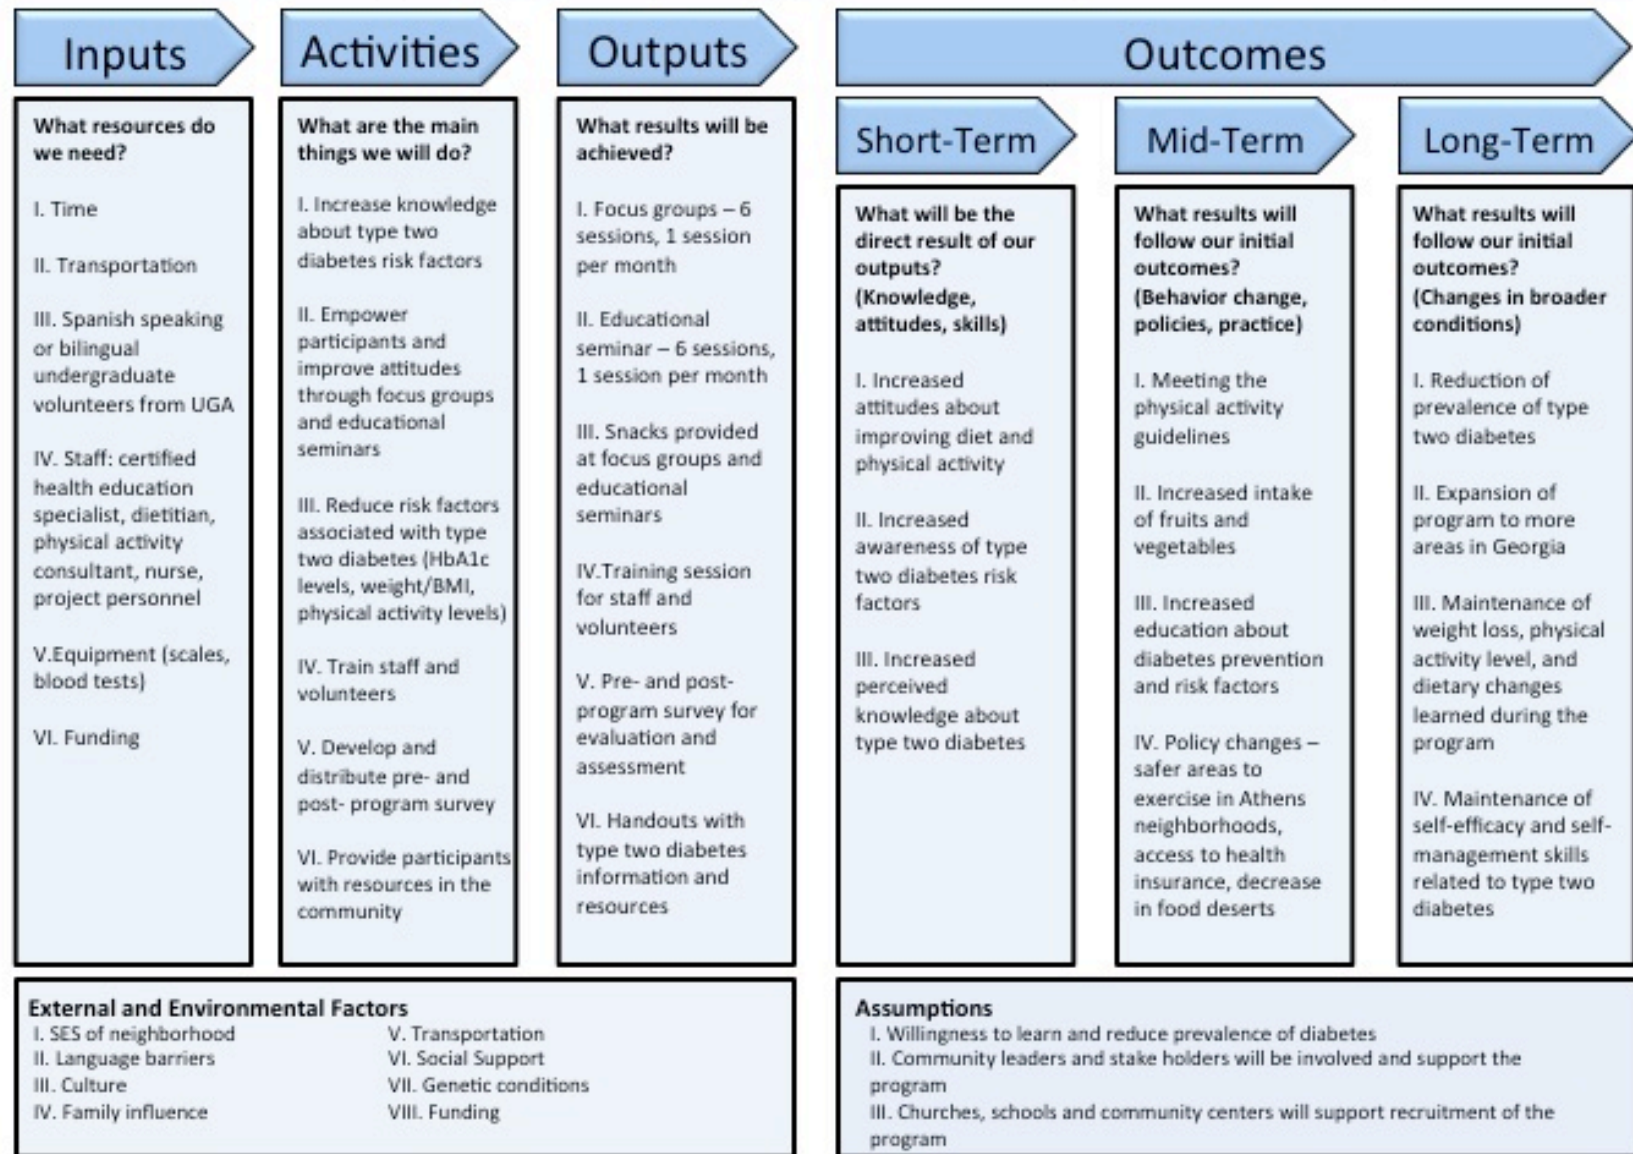 Inputs
Activities
Outputs
Outcomes
What resources do
we need?
I. Time
II. Transportation
III. Spanish speaking
or bilingual
undergraduate
volunteers from UGA
IV. Staff: certified
health education
specialist, dietitian,
physical activity
consultant, nurse,
project personnel
V.Equipment (scales,
blood tests)
VI. Funding
What are the main
things we will do?
I. Increase knowledge
about type two
diabetes risk factors
II. Empower
participants and
improve attitudes
through focus groups
and educational
seminars
III. Reduce risk factors
associated with type
two diabetes (HbA1c
levels, weight/BMI,
physical activity levels)
IV. Train staff and
volunteers
V. Develop and
distribute pre- and
post- program survey
VI. Provide participants
with resources in the
community
What results will be
achieved?
I. Focus groups – 6
sessions, 1 session
per month
II. Educational
seminar – 6 sessions,
1 session per month
III. Snacks provided
at focus groups and
educational
seminars
IV.Training session
for staff and
volunteers
V. Pre- and post-
program survey for
evaluation and
assessment
VI. Handouts with
type two diabetes
information and
resources
Short-Term
What will be the
direct result of our
outputs?
(Knowledge,
attitudes, skills)
I. Increased
attitudes about
improving diet and
physical activity
II. Increased
awareness of type
two diabetes risk
factors
III. Increased
perceived
knowledge about
type two diabetes
Mid-Term
What results will
follow our initial
outcomes?
(Behavior change,
policies, practice)
I. Meeting the
physical activity
guidelines
II. Increased intake
of fruits and
vegetables
III. Increased
education about
diabetes prevention
and risk factors
IV. Policy changes –
safer areas to
exercise in Athens
neighborhoods,
access to health
insurance, decrease
in food deserts
Long-Term
What results will
follow our initial
outcomes?
(Changes in broader
conditions)
I. Reduction of
prevalence of type
two diabetes
II. Expansion of
program to more
areas in Georgia
III. Maintenance of
weight loss, physical
activity level, and
dietary changes
learned during the
program
IV. Maintenance of
self-efficacy and self-
management skills
related to type two
diabetes
External and Environmental Factors
I. SES of neighborhood
II. Language barriers
III. Culture
IV. Family influence
V. Transportation
VI. Social Support
VII. Genetic conditions
VIII. Funding
Assumptions
I. Willingness to learn and reduce prevalence of diabetes
II. Community leaders and stake holders will be involved and support the
program
III. Churches, schools and community centers will support recruitment of the
program